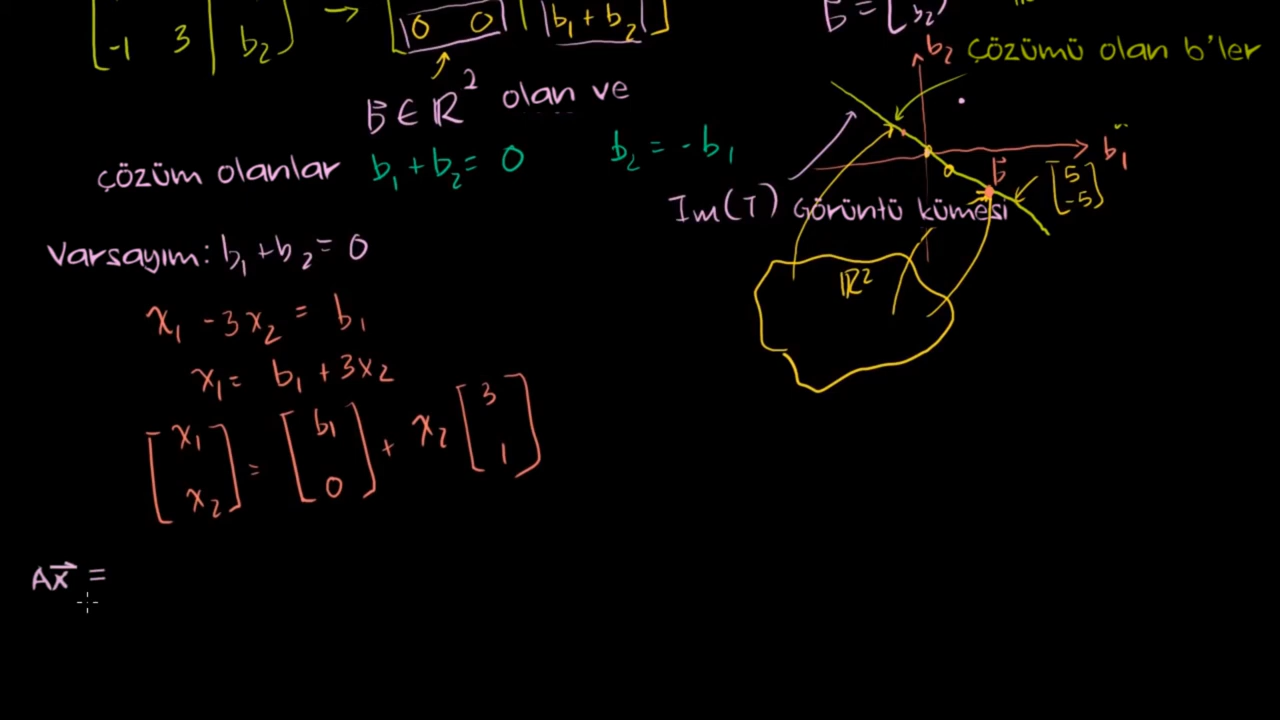 [-1 3 | b₂] → [0 0 | b₁ + b₂]
b⃗ = [b₂]
b₂ çözümü olan b'ler
b⃗ ∈ ℝ² olan ve
çözüm olanlar b₁ + b₂ = 0 b₂ = -b₁
b₁
b⃗ [5 -5]
Im(T) Görüntü kümesi
Varsayım: b₁ + b₂ = 0
ℝ²
x₁ - 3x₂ = b₁
x₁ = b₁ + 3x₂
[x₁ x₂] = [b₁ 0] + x₂ [3 1]
Ax⃗ =